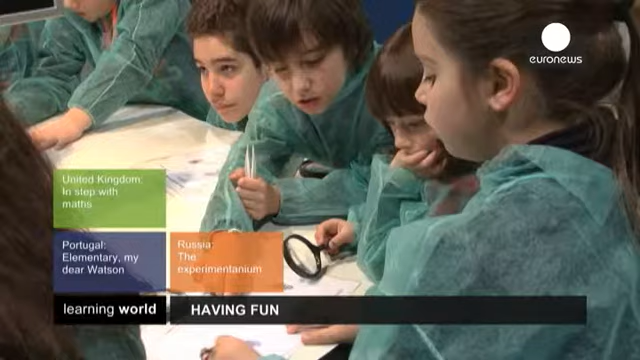 euronews
United Kingdom:
In step with
maths
Portugal:
Elementary, my
dear Watson
Russia:
The
experimentanium
learning world
HAVING FUN